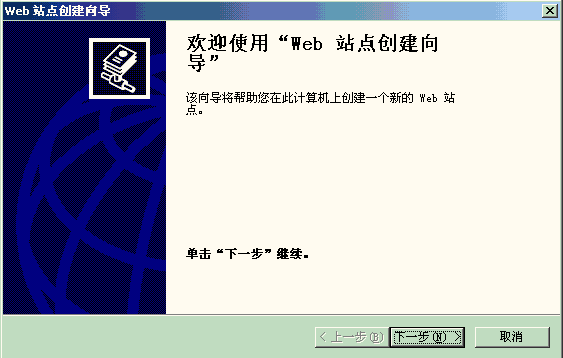 Web 站点创建向导
欢迎使用“Web 站点创建向
导”
该向导将帮助您在此计算机上创建一个新的 Web 站
点。
单击“下一步”继续。
< 上一步(B) 下一步(N) > 取消